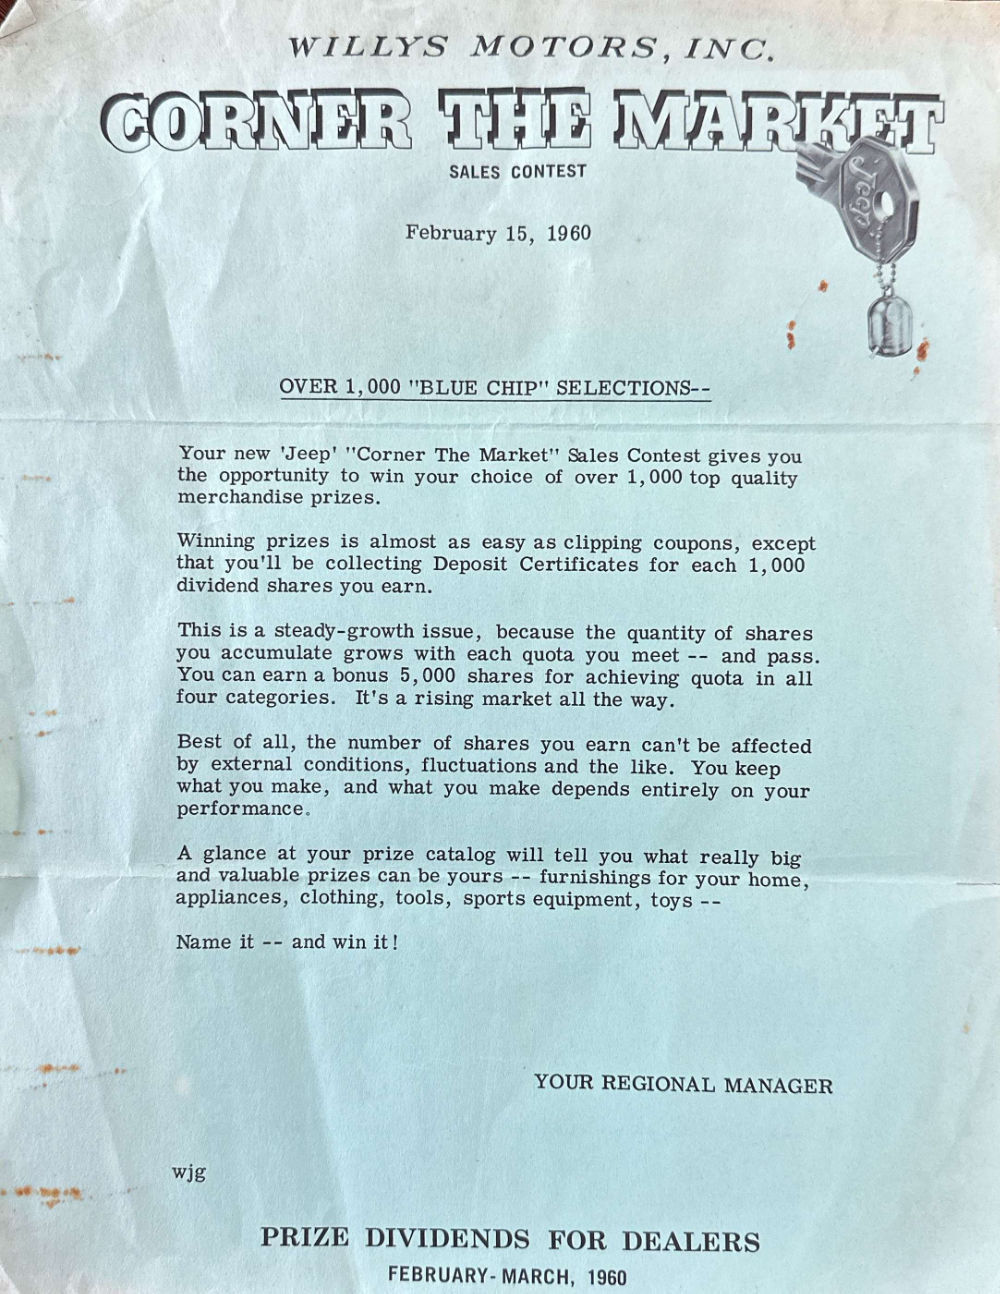 WILLYS MOTORS, INC.
CORNER THE MARKET
SALES CONTEST
Jeep
February 15, 1960
OVER 1,000 "BLUE CHIP" SELECTIONS--
Your new 'Jeep' "Corner The Market" Sales Contest gives you
the opportunity to win your choice of over 1,000 top quality
merchandise prizes.
Winning prizes is almost as easy as clipping coupons, except
that you'll be collecting Deposit Certificates for each 1,000
dividend shares you earn.
This is a steady-growth issue, because the quantity of shares
you accumulate grows with each quota you meet -- and pass.
You can earn a bonus 5,000 shares for achieving quota in all
four categories. It's a rising market all the way.
Best of all, the number of shares you earn can't be affected
by external conditions, fluctuations and the like. You keep
what you make, and what you make depends entirely on your
performance.
A glance at your prize catalog will tell you what really big
and valuable prizes can be yours -- furnishings for your home,
appliances, clothing, tools, sports equipment, toys --
Name it -- and win it!
YOUR REGIONAL MANAGER
wjg
PRIZE DIVIDENDS FOR DEALERS
FEBRUARY-MARCH, 1960